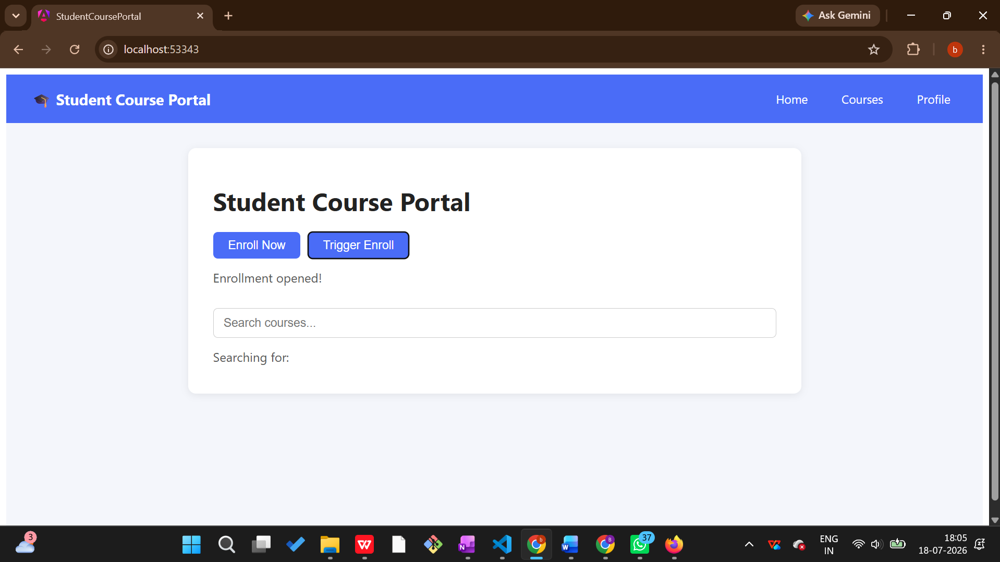 StudentCoursePortal
Ask Gemini
localhost:53343
b
Student Course Portal
Home
Courses
Profile
Student Course Portal
Enroll Now
Trigger Enroll
Enrollment opened!
Search courses...
Searching for:
3
W
N
b
W
B
37
ENG
IN
18:05
18-07-2026